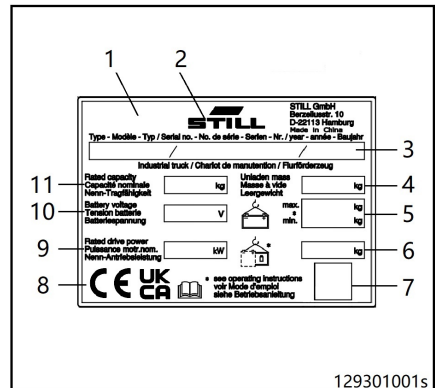 1
2
STILL
STILL GmbH
Berzeliusstr. 10
D-22113 Hamburg
Made in China
Type - Modèle - Typ / Serial no. - No. de série - Serien - Nr. / year - année - Baujahr
/ /
3
Industrial truck / Chariot de manutention / Flurförderzeug
11
Rated capacity
Capacité nominale
Nenn-Tragfähigkeit
kg
Unladen mass
Masse à vide
Leergewicht
kg
4
10
Battery voltage
Tension batterie
Batteriespannung
V
max.
*
min.
kg
kg
5
9
Rated drive power
Puissance motr.nom.
Nenn-Antriebsleistung
kW
*
kg
6
8
CE
UK
CA
* see operating instructions
voir Mode d'emploi
siehe Betriebsanleitung
7
129301001s